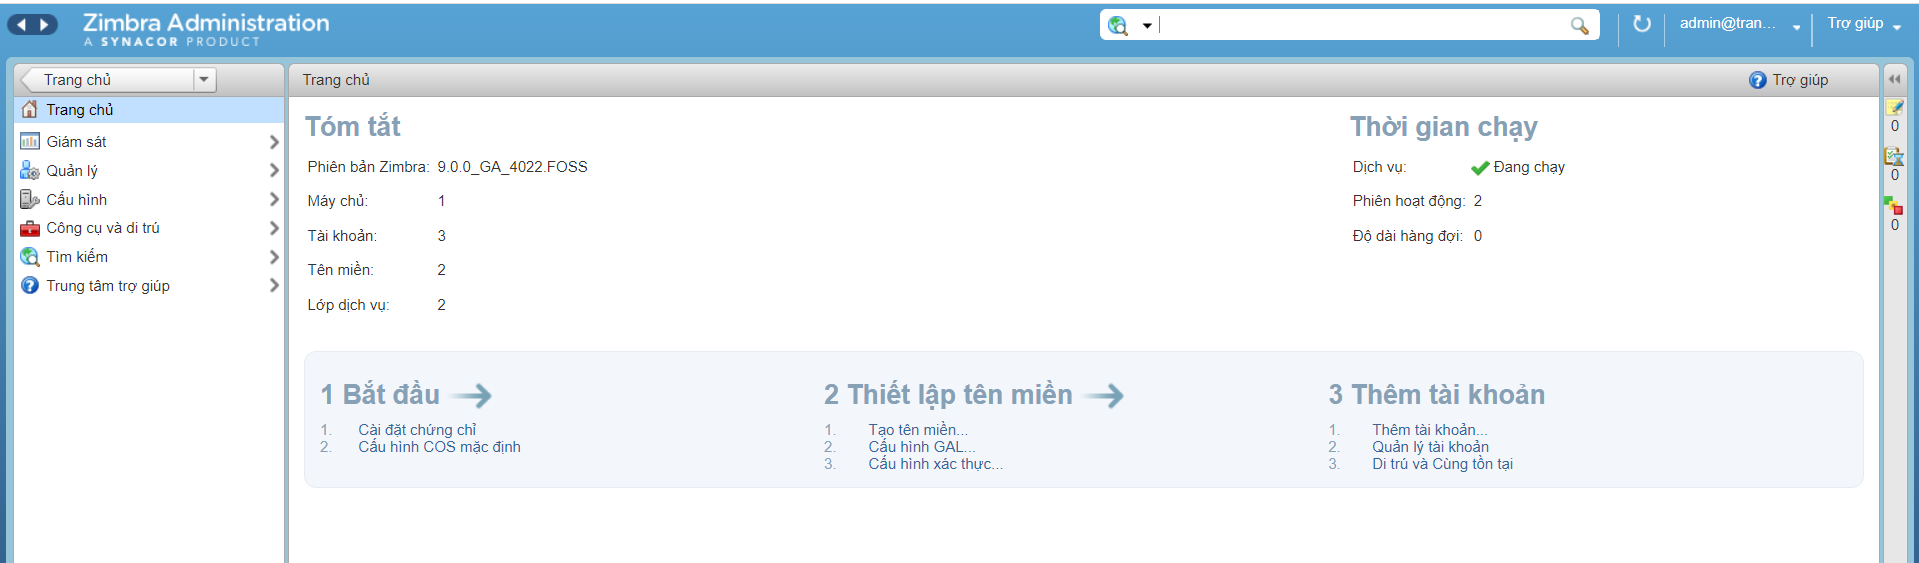 Zimbra Administration
A SYNACOR PRODUCT
admin@tran...
Trợ giúp
Trang chủ
Trang chủ
Giám sát
Quản lý
Cấu hình
Công cụ và di trú
Tìm kiếm
Trung tâm trợ giúp
Trang chủ
Trợ giúp
Tóm tắt
Phiên bản Zimbra: 9.0.0_GA_4022.FOSS
Máy chủ: 1
Tài khoản: 3
Tên miền: 2
Lớp dịch vụ: 2
Thời gian chạy
Dịch vụ: Đang chạy
Phiên hoạt động: 2
Độ dài hàng đợi: 0
1 Bắt đầu
1. Cài đặt chứng chỉ
2. Cấu hình COS mặc định
2 Thiết lập tên miền
1. Tạo tên miền...
2. Cấu hình GAL...
3. Cấu hình xác thực...
3 Thêm tài khoản
1. Thêm tài khoản...
2. Quản lý tài khoản
3. Di trú và Cùng tồn tại
0
0
0